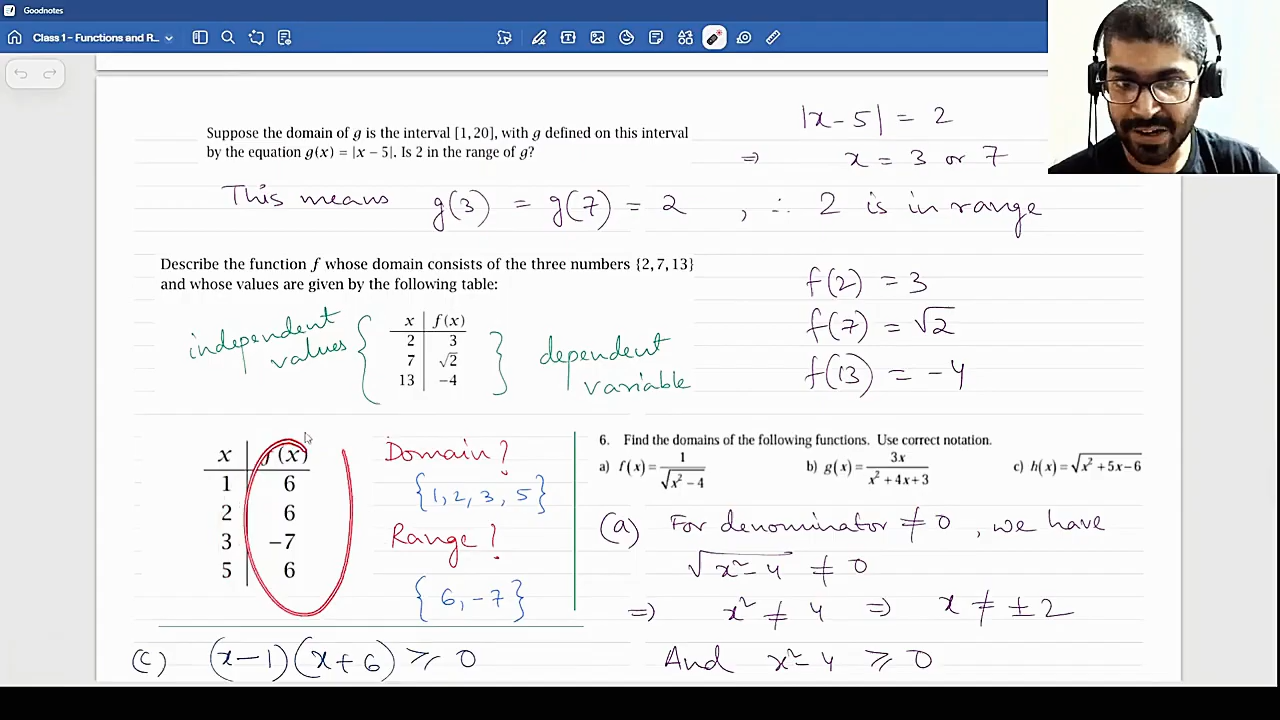 Goodnotes
Class 1 - Functions and R...
Suppose the domain of g is the interval [1, 20], with g defined on this interval
by the equation g(x) = |x − 5|. Is 2 in the range of g?
|x − 5| = 2
⇒ x = 3 or 7
This means g(3) = g(7) = 2 , ∴ 2 is in range
Describe the function f whose domain consists of the three numbers {2, 7, 13}
and whose values are given by the following table:
independent values
x f(x)
2 3
7 √2
13 −4
dependent variable
f(2) = 3
f(7) = √2
f(13) = −4
x f(x)
1 6
2 6
3 −7
5 6
Domain?
{1, 2, 3, 5}
Range?
{6, −7}
6. Find the domains of the following functions. Use correct notation.
a) f(x) = 1/√(x² − 4) b) g(x) = 3x/(x² + 4x + 3) c) h(x) = √(x² + 5x − 6)
(a) For denominator ≠ 0, we have
√(x² − 4) ≠ 0
⇒ x² ≠ 4 ⇒ x ≠ ±2
And x² − 4 ⩾ 0
(c) (x − 1)(x + 6) ⩾ 0